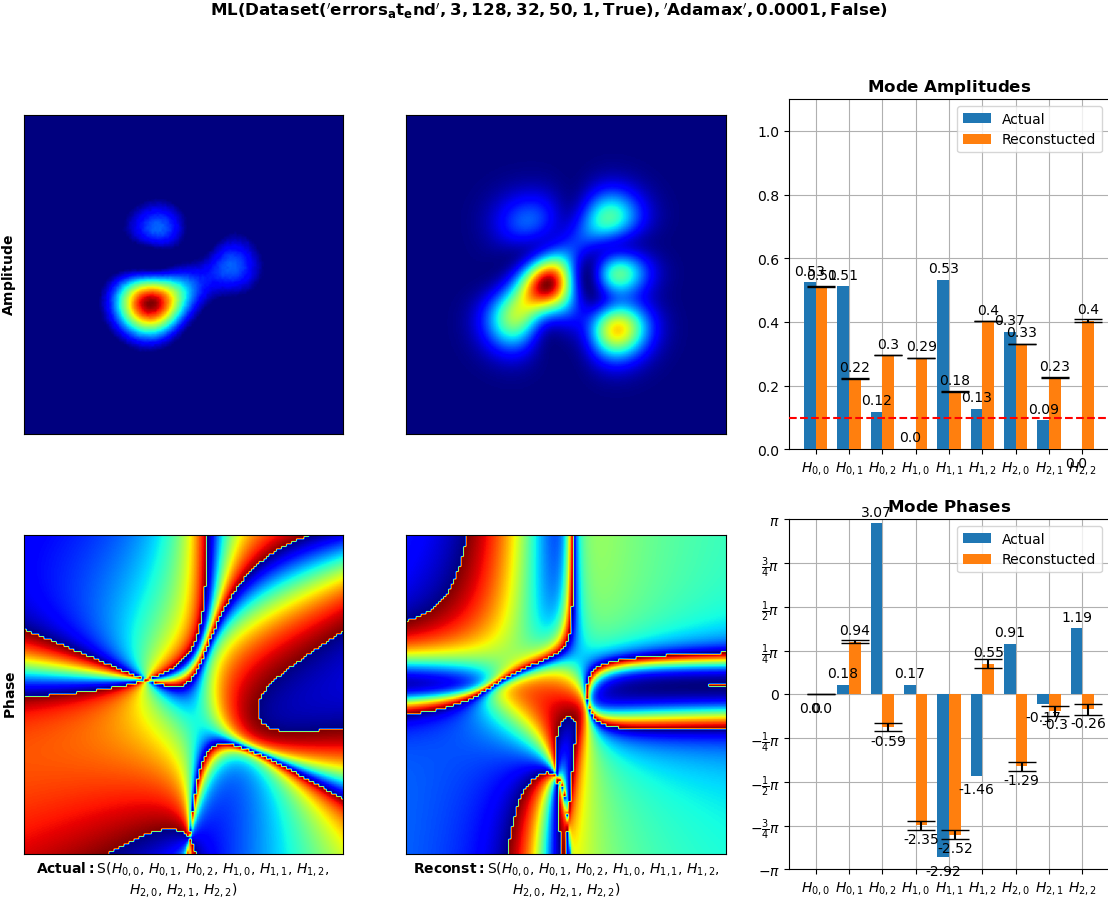 ML(Dataset('errors_at_end', 3, 128, 32, 50, 1, True), 'Adamax', 0.0001, False)
Mode Amplitudes
Actual
Reconstucted
1.0
0.8
0.6
0.4
0.2
0.0
0.53 0.51 0.51 0.22 0.12 0.3 0.0 0.29 0.53 0.18 0.13 0.4 0.37 0.33 0.09 0.23 0.0 0.4
H0,0 H0,1 H0,2 H1,0 H1,1 H1,2 H2,0 H2,1 H2,2
Amplitude
Mode Phases
Actual
Reconstucted
π
3/4π
1/2π
1/4π
0
−1/4π
−1/2π
−3/4π
−π
0.0 0.0 0.18 0.94 3.07 -0.59 0.17 -2.35 -2.92 -2.52 -1.46 0.55 0.91 -1.29 -0.17 -0.3 1.19 -0.26
H0,0 H0,1 H0,2 H1,0 H1,1 H1,2 H2,0 H2,1 H2,2
Phase
Actual: S(H0,0, H0,1, H0,2, H1,0, H1,1, H1,2,
H2,0, H2,1, H2,2)
Reconst: S(H0,0, H0,1, H0,2, H1,0, H1,1, H1,2,
H2,0, H2,1, H2,2)